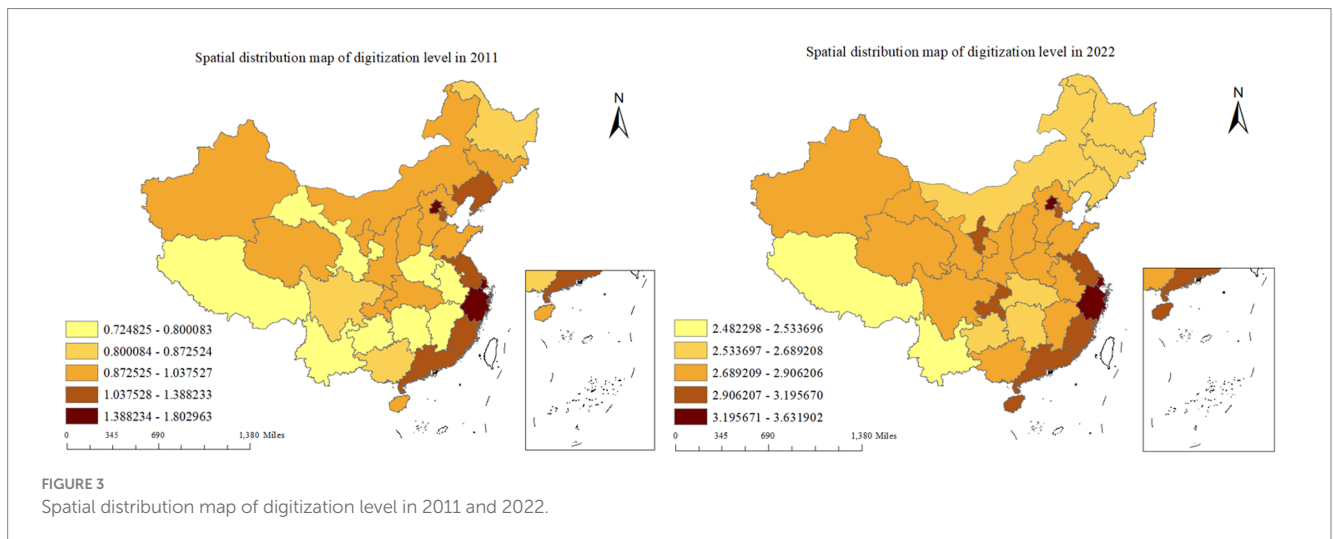 Spatial distribution map of digitization level in 2011
N
0.724825 - 0.800083
0.800084 - 0.872524
0.872525 - 1.037527
1.037528 - 1.388233
1.388234 - 1.802963
0 345 690 1,380 Miles
Spatial distribution map of digitization level in 2022
N
2.482298 - 2.533696
2.533697 - 2.689208
2.689209 - 2.906206
2.906207 - 3.195670
3.195671 - 3.631902
0 345 690 1,380 Miles
FIGURE 3
Spatial distribution map of digitization level in 2011 and 2022.